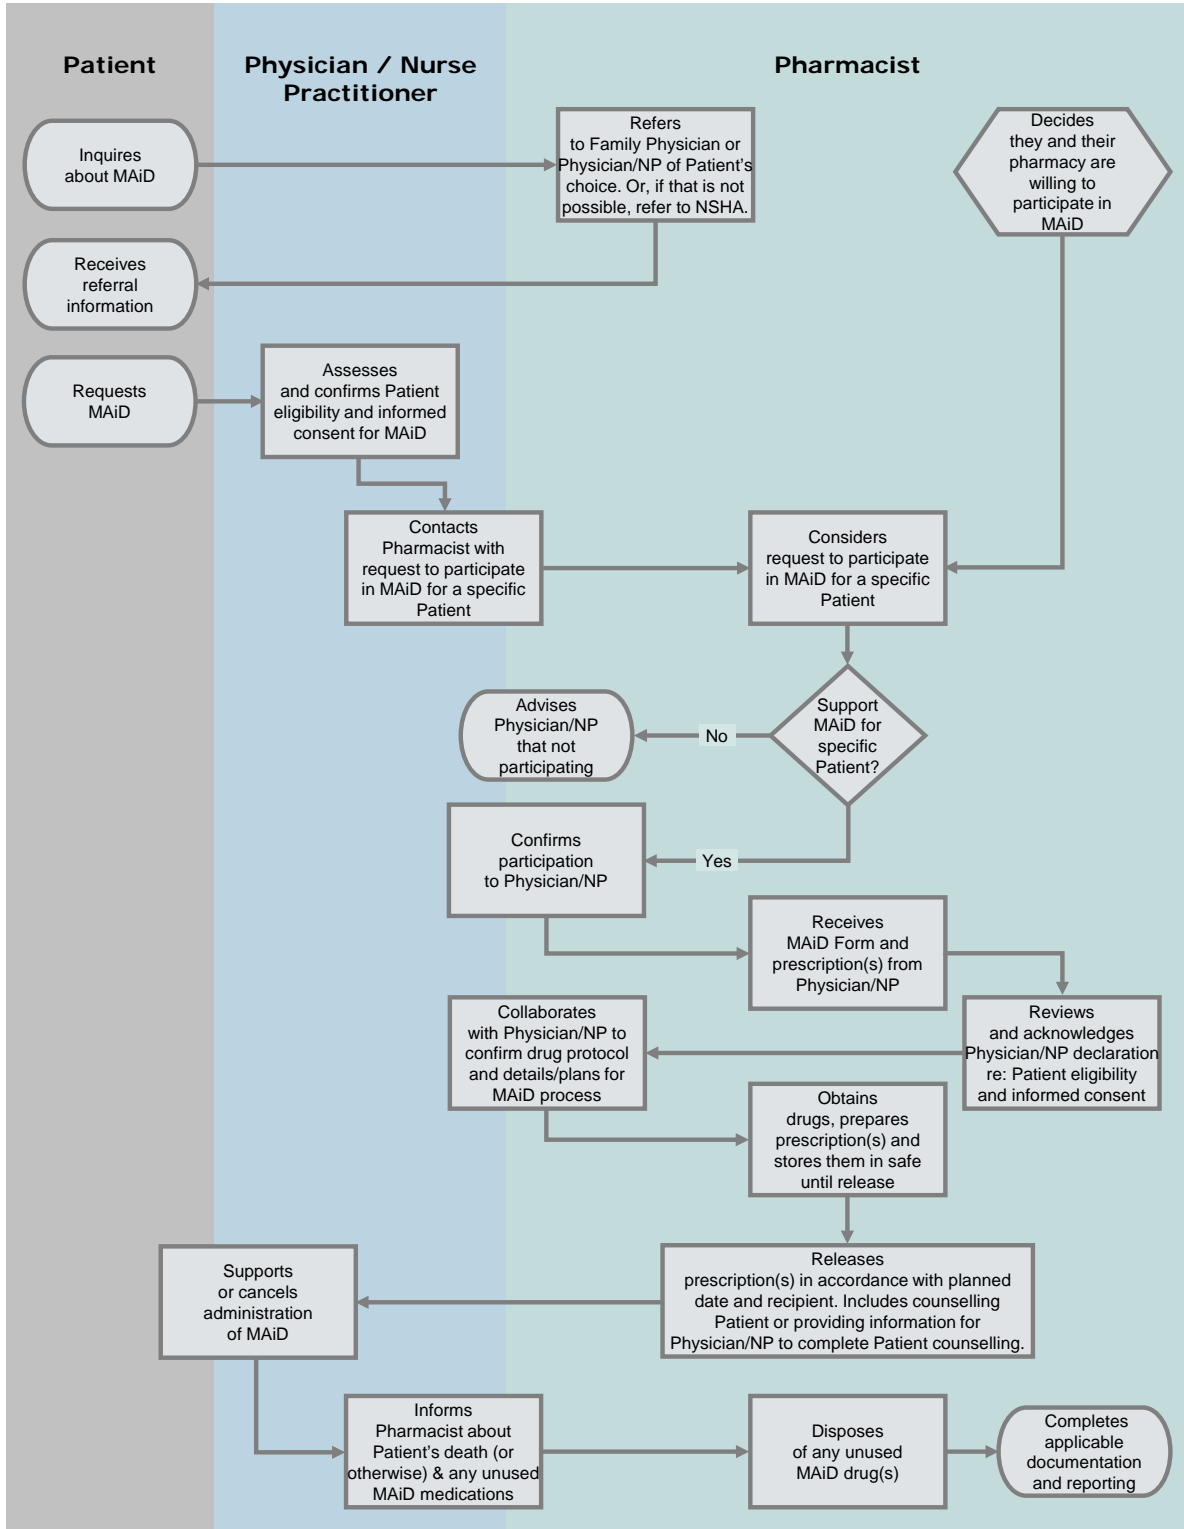 Patient
Physician / Nurse
Practitioner
Pharmacist
Inquires
about MAiD
Refers
to Family Physician or
Physician/NP of Patient's
choice. Or, if that is not
possible, refer to NSHA.
Decides
they and their
pharmacy are
willing to
participate in
MAiD
Receives
referral
information
Requests
MAiD
Assesses
and confirms Patient
eligibility and informed
consent for MAiD
Contacts
Pharmacist with
request to participate
in MAiD for a specific
Patient
Considers
request to participate
in MAiD for a specific
Patient
Support
MAiD for
specific
Patient?
No
Advises
Physician/NP
that not
participating
Yes
Confirms
participation
to Physician/NP
Receives
MAiD Form and
prescription(s) from
Physician/NP
Reviews
and acknowledges
Physician/NP declaration
re: Patient eligibility
and informed consent
Collaborates
with Physician/NP to
confirm drug protocol
and details/plans for
MAiD process
Obtains
drugs, prepares
prescription(s) and
stores them in safe
until release
Releases
prescription(s) in accordance with planned
date and recipient. Includes counselling
Patient or providing information for
Physician/NP to complete Patient counselling.
Supports
or cancels
administration
of MAiD
Informs
Pharmacist about
Patient's death (or
otherwise) & any unused
MAiD medications
Disposes
of any unused
MAiD drug(s)
Completes
applicable
documentation
and reporting